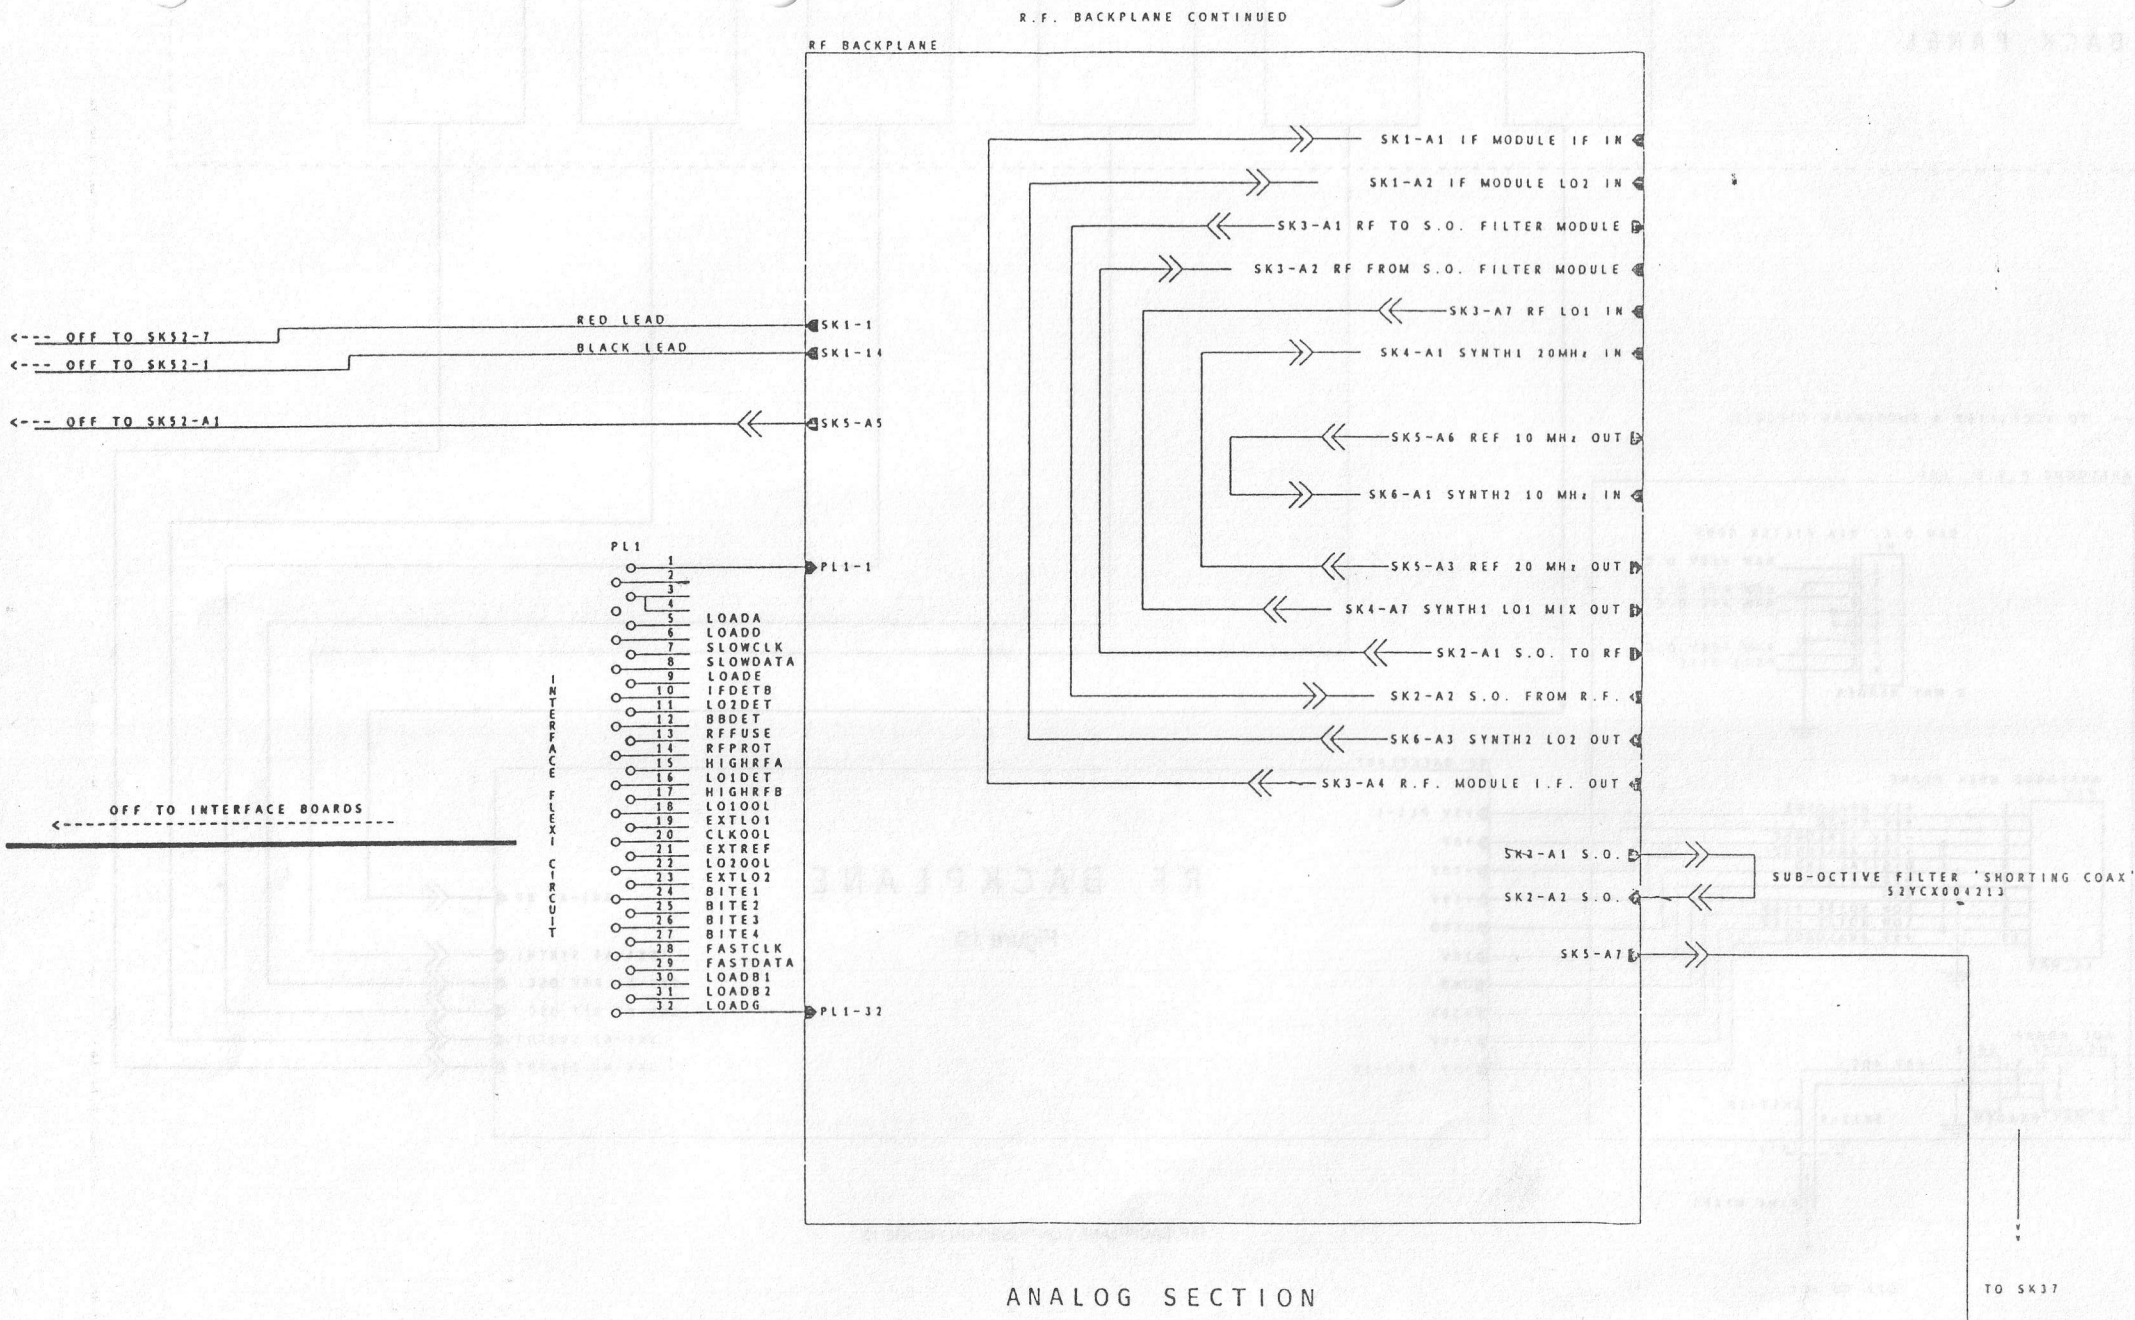 R.F. BACKPLANE CONTINUED
RF BACKPLANE
SK1-A1 IF MODULE IF IN
SK1-A2 IF MODULE LO2 IN
SK3-A1 RF TO S.O. FILTER MODULE
SK3-A2 RF FROM S.O. FILTER MODULE
SK3-A7 RF LO1 IN
SK4-A1 SYNTH1 20MHz IN
SK5-A6 REF 10 MHz OUT
SK6-A1 SYNTH2 10 MHz IN
SK5-A3 REF 20 MHz OUT
SK4-A7 SYNTH1 LO1 MIX OUT
SK2-A1 S.O. TO RF
SK2-A2 S.O. FROM R.F.
SK6-A3 SYNTH2 LO2 OUT
SK3-A4 R.F. MODULE I.F. OUT
A1 S.O.
SK2-A2 S.O.
SUB-OCTIVE FILTER 'SHORTING COAX'
52YCX004213
SK5-A7
TO SK37
RED LEAD
SK1-1
<--- OFF TO SK52-7
BLACK LEAD
SK1-14
<--- OFF TO SK52-1
<--- OFF TO SK52-A1
SK5-A5
PL1
1
PL1-1
2
3
4
5 LOADA
6 LOADD
7 SLOWCLK
8 SLOWDATA
9 LOADE
10 IFDETB
11 LO2DET
12 BBDET
13 RFFUSE
14 RFPROT
15 HIGHRFA
16 LO1DET
17 HIGHRFB
18 LO1OOL
19 EXTLO1
20 CLKOOL
21 EXTREF
22 LO2OOL
23 EXTLO2
24 BITE1
25 BITE2
26 BITE3
27 BITE4
28 FASTCLK
29 FASTDATA
30 LOADB1
31 LOADB2
32 LOADG
PL1-32
INTERFACE FLEXI CIRCUIT
OFF TO INTERFACE BOARDS
ANALOG SECTION